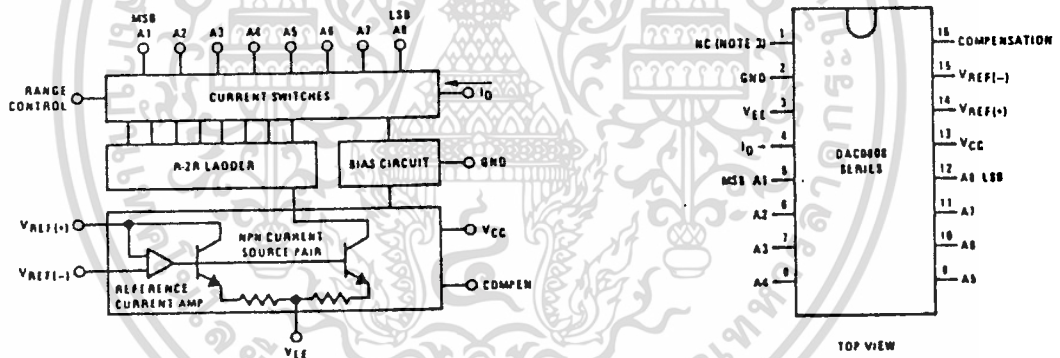 MSB LSB
A1 A2 A3 A4 A5 A6 A7 A8
RANGE
CONTROL
CURRENT SWITCHES
I0
R-2R LADDER
BIAS CIRCUIT
GND
VREF(+)
NPN CURRENT
SOURCE PAIR
VCC
VREF(-)
REFERENCE
CURRENT AMP
COMPEN
VEE
NC (NOTE 2) 1
16 COMPENSATION
GND 2
15 VREF(-)
VEE 3
14 VREF(+)
I0 4
13 VCC
DAC0808
SERIES
MSB A1 5
12 A8 LSB
A2 6
11 A7
A3 7
10 A6
A4 8
9 A5
TOP VIEW